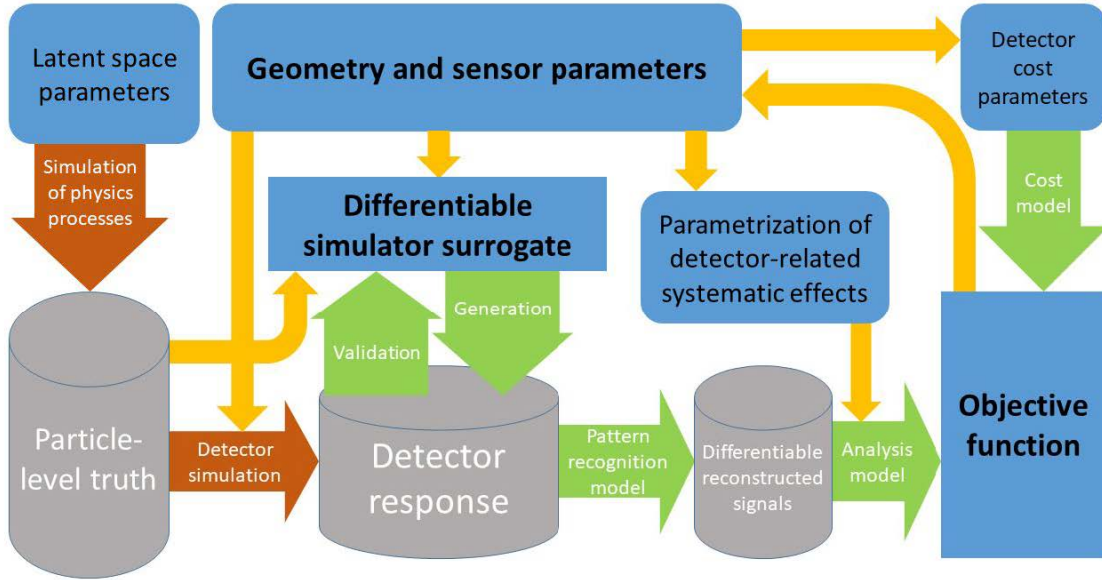 Latent space
parameters
Geometry and sensor parameters
Detector
cost
parameters
Simulation
of physics
processes
Cost
model
Differentiable
simulator surrogate
Parametrization of
detector-related
systematic effects
Validation
Generation
Particle-
level truth
Detector
simulation
Detector
response
Pattern
recognition
model
Differentiable
reconstructed
signals
Analysis
model
Objective
function